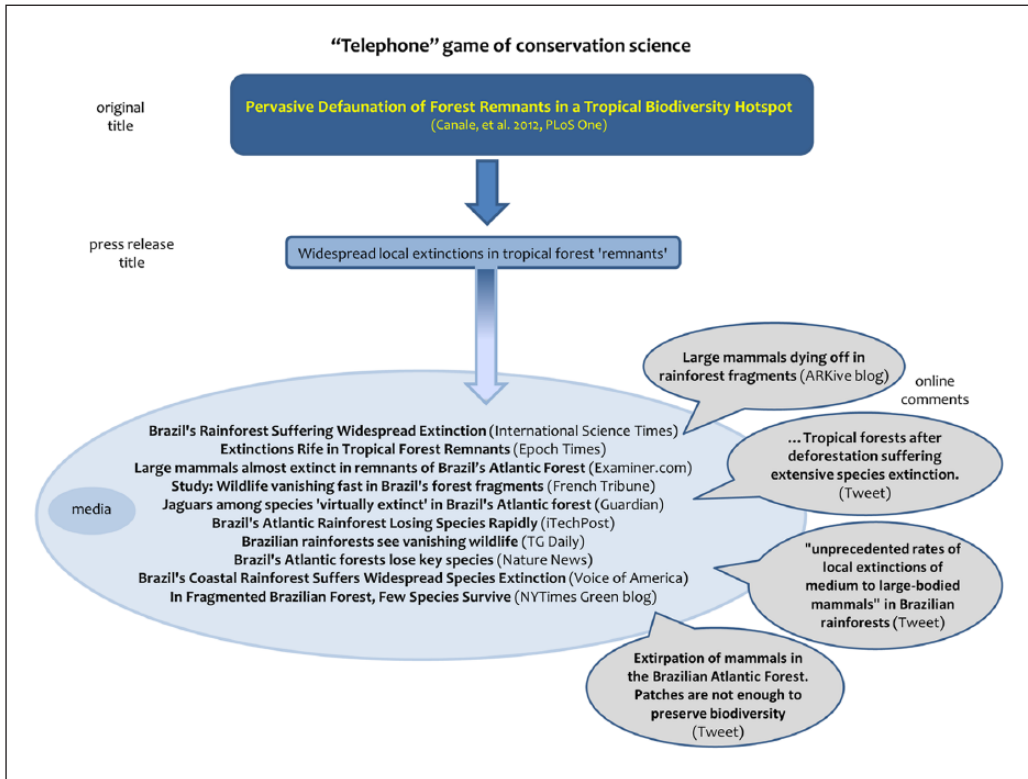 “Telephone” game of conservation science
original
title
Pervasive Defaunation of Forest Remnants in a Tropical Biodiversity Hotspot
(Canale, et al. 2012, PLoS One)
press release
title
Widespread local extinctions in tropical forest 'remnants'
Large mammals dying off in
rainforest fragments (ARKive blog)
online
comments
media
Brazil's Rainforest Suffering Widespread Extinction (International Science Times)
Extinctions Rife in Tropical Forest Remnants (Epoch Times)
Large mammals almost extinct in remnants of Brazil’s Atlantic Forest (Examiner.com)
Study: Wildlife vanishing fast in Brazil's forest fragments (French Tribune)
Jaguars among species 'virtually extinct' in Brazil's Atlantic forest (Guardian)
Brazil's Atlantic Rainforest Losing Species Rapidly (iTechPost)
Brazilian rainforests see vanishing wildlife (TG Daily)
Brazil's Atlantic forests lose key species (Nature News)
Brazil's Coastal Rainforest Suffers Widespread Species Extinction (Voice of America)
In Fragmented Brazilian Forest, Few Species Survive (NYTimes Green blog)
... Tropical forests after
deforestation suffering
extensive species extinction.
(Tweet)
"unprecedented rates of
local extinctions of
medium to large-bodied
mammals" in Brazilian
rainforests (Tweet)
Extirpation of mammals in
the Brazilian Atlantic Forest.
Patches are not enough to
preserve biodiversity
(Tweet)